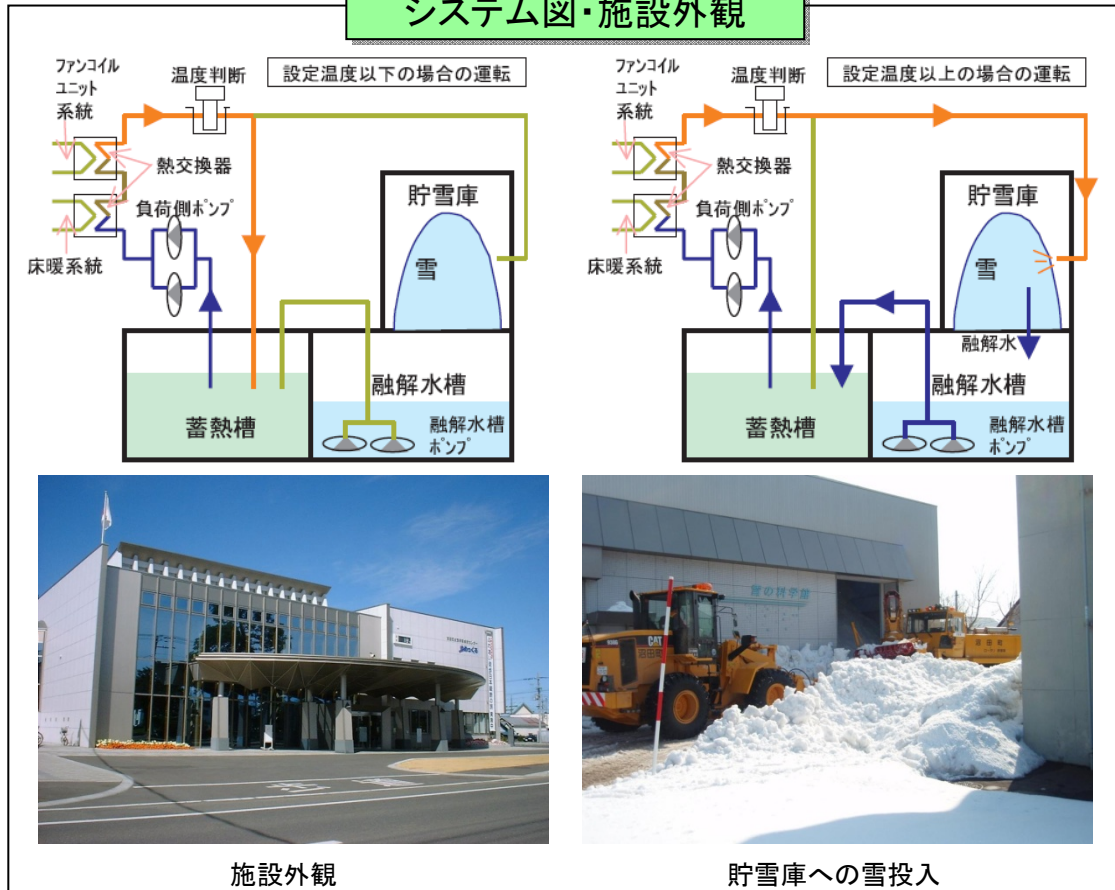 システム図・施設外観
ファンコイル
ユニット
系統
温度判断
設定温度以下の場合の運転
熱交換器
負荷側ポンプ
床暖系統
貯雪庫
雪
融解水槽
蓄熱槽
融解水槽
ポンプ
ファンコイル
ユニット
系統
温度判断
設定温度以上の場合の運転
熱交換器
負荷側ポンプ
床暖系統
貯雪庫
雪
融解水
融解水槽
蓄熱槽
融解水槽
ポンプ
雪の科学館
CAT
施設外観
貯雪庫への雪投入